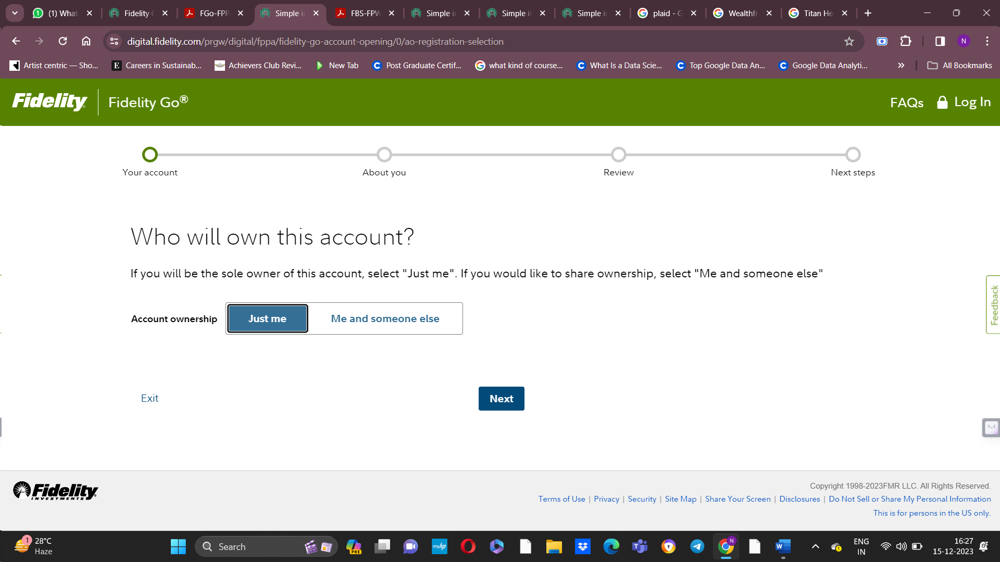 (1) What
Fidelity
FGo-FPP
Simple i
FBS-FPW
Simple i
Simple i
Simple i
plaid - G
Wealthfr
Titan He
digital.fidelity.com/prgw/digital/fppa/fidelity-go-account-opening/0/ao-registration-selection
N
Artist centric — Sho...
Careers in Sustainab...
Achievers Club Revi...
New Tab
Post Graduate Certif...
what kind of course...
What Is a Data Scie...
Top Google Data An...
Google Data Analyti...
»
All Bookmarks
Fidelity
Fidelity Go®
FAQs
Log In
Your account
About you
Review
Next steps
Who will own this account?
If you will be the sole owner of this account, select "Just me". If you would like to share ownership, select "Me and someone else"
Account ownership
Just me
Me and someone else
Feedback
Exit
Next
Fidelity
INVESTMENTS
Copyright 1998-2023FMR LLC. All Rights Reserved.
Terms of Use | Privacy | Security | Site Map | Share Your Screen | Disclosures | Do Not Sell or Share My Personal Information
This is for persons in the US only.
1
28°C
Haze
Search
PRE
myhp
N
W
ENG
IN
16:27
15-12-2023